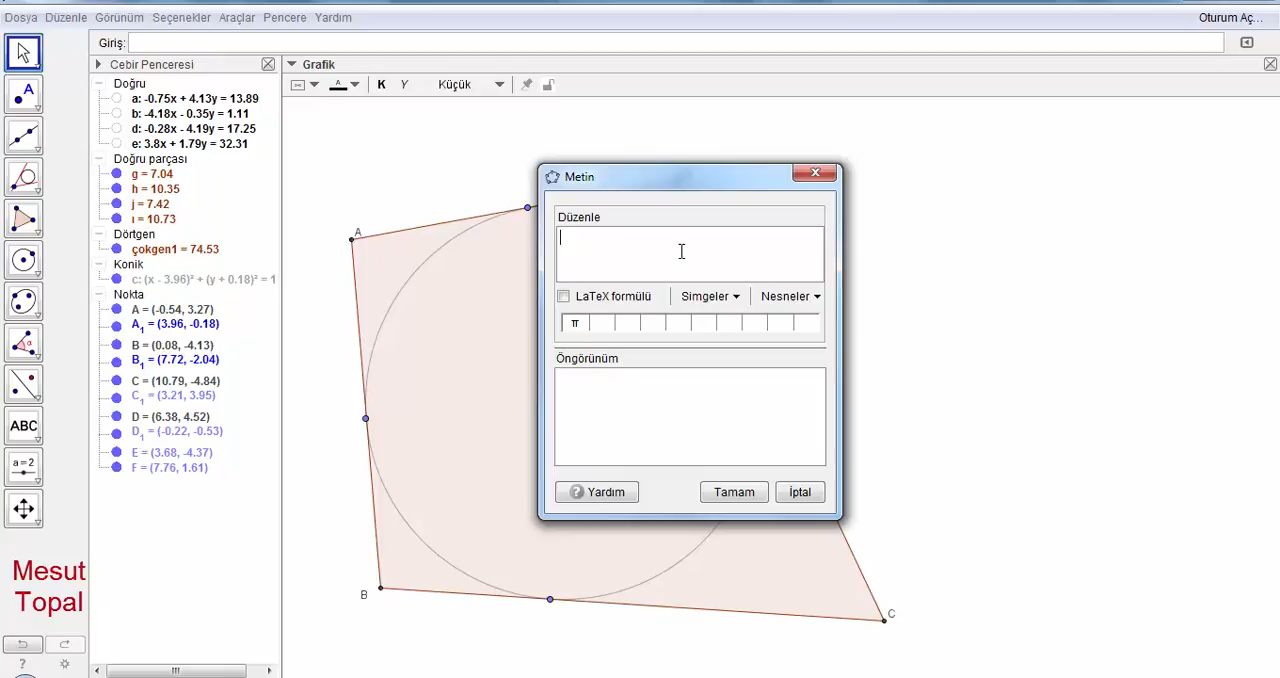 Dosya Düzenle Görünüm Seçenekler Araçlar Pencere Yardım Oturum Aç...
Giriş:
Cebir Penceresi
Grafik
K Y Küçük
Doğru
a: -0.75x + 4.13y = 13.89
b: -4.18x - 0.35y = 1.11
d: -0.28x - 4.19y = 17.25
e: 3.8x + 1.79y = 32.31
Doğru parçası
g = 7.04
h = 10.35
j = 7.42
ı = 10.73
Dörtgen
çokgen1 = 74.53
Konik
c: (x - 3.96)² + (y + 0.18)² = 1
Nokta
A = (-0.54, 3.27)
A₁ = (3.96, -0.18)
B = (0.08, -4.13)
B₁ = (7.72, -2.04)
C = (10.79, -4.84)
C₁ = (3.21, 3.95)
D = (6.38, 4.52)
D₁ = (-0.22, -0.53)
E = (3.68, -4.37)
F = (7.76, 1.61)
A
ABC
a=2
Mesut
Topal
?
A
B
C
Metin
Düzenle
LaTeX formülü Simgeler Nesneler
π
Öngörünüm
? Yardım Tamam İptal